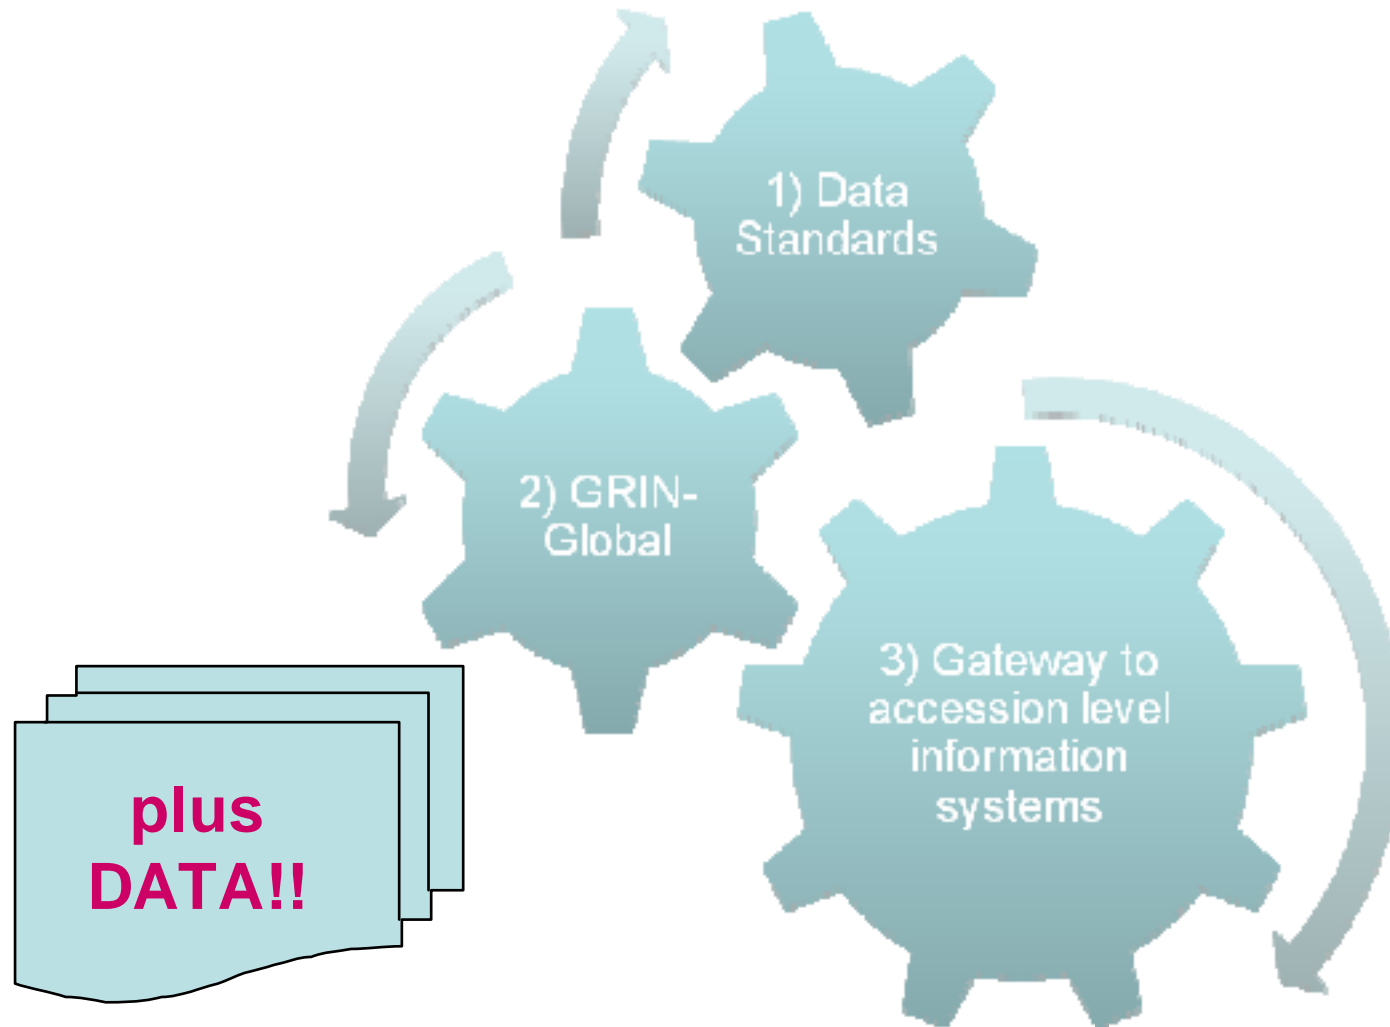 1) Data
Standards
2) GRIN-
Global
3) Gateway to
accession level
information
systems
plus
DATA!!